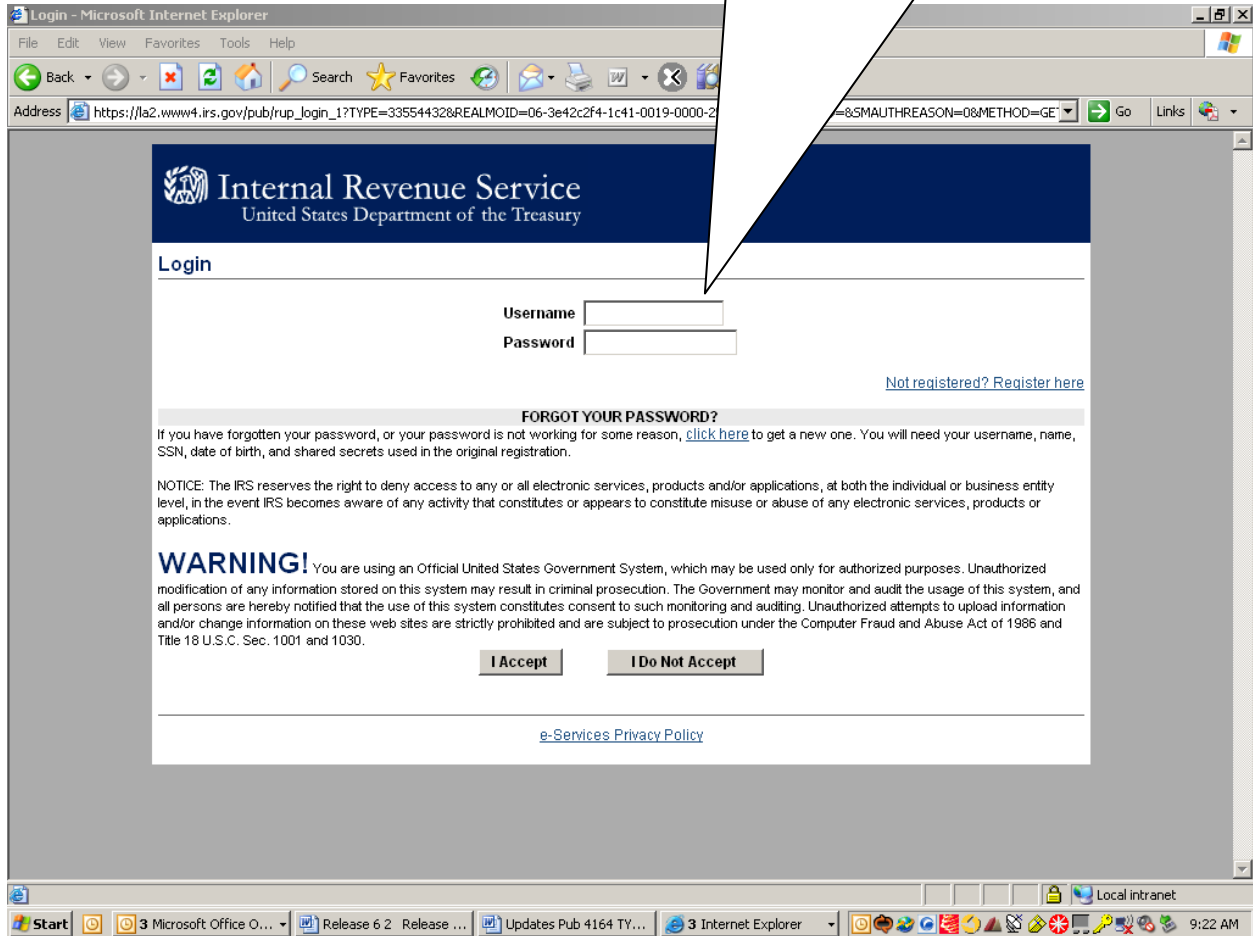 Login - Microsoft Internet Explorer
File Edit View Favorites Tools Help
Back Search Favorites
Address https://la2.www4.irs.gov/pub/rup_login_1?TYPE=33554432&REALMOID=06-3e42c2f4-1c41-0019-0000-2 =&SMAUTHREASON=0&METHOD=GE Go Links
Internal Revenue Service
United States Department of the Treasury
Login
Username
Password
Not registered? Register here
FORGOT YOUR PASSWORD?
If you have forgotten your password, or your password is not working for some reason, click here to get a new one. You will need your username, name,
SSN, date of birth, and shared secrets used in the original registration.
NOTICE: The IRS reserves the right to deny access to any or all electronic services, products and/or applications, at both the individual or business entity
level, in the event IRS becomes aware of any activity that constitutes or appears to constitute misuse or abuse of any electronic services, products or
applications.
WARNING! You are using an Official United States Government System, which may be used only for authorized purposes. Unauthorized
modification of any information stored on this system may result in criminal prosecution. The Government may monitor and audit the usage of this system, and
all persons are hereby notified that the use of this system constitutes consent to such monitoring and auditing. Unauthorized attempts to upload information
and/or change information on these web sites are strictly prohibited and are subject to prosecution under the Computer Fraud and Abuse Act of 1986 and
Title 18 U.S.C. Sec. 1001 and 1030.
I Accept I Do Not Accept
e-Services Privacy Policy
Local intranet
Start 3 Microsoft Office O... Release 6 2 Release ... Updates Pub 4164 TY... 3 Internet Explorer 9:22 AM